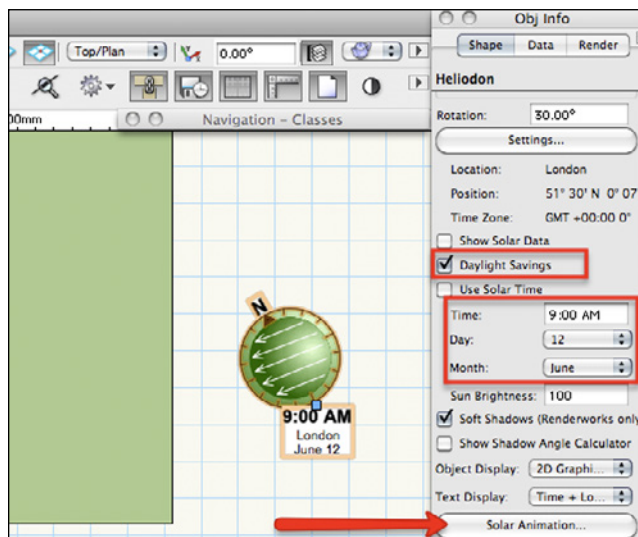 Obj Info
Top/Plan 0.00°
Shape Data Render
Heliodon
00mm
Navigation – Classes
Rotation: 30.00°
Settings...
Location: London
Position: 51° 30' N 0° 07
Time Zone: GMT +00:00 0°
Show Solar Data
Daylight Savings
Use Solar Time
Time: 9:00 AM
Day: 12
Month: June
Sun Brightness: 100
Soft Shadows (Renderworks only
Show Shadow Angle Calculator
Object Display: 2D Graphi...
Text Display: Time + Lo...
Solar Animation...
N
9:00 AM
London
June 12